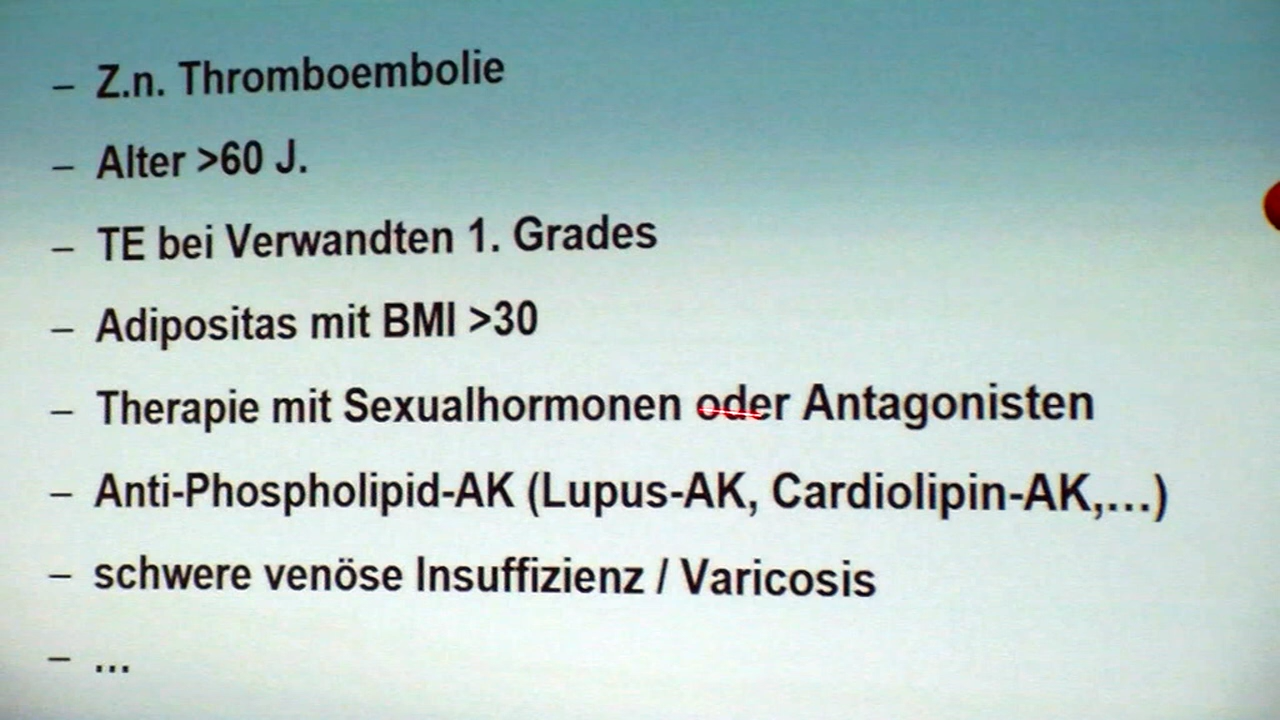 – Z.n. Thromboembolie
– Alter >60 J.
– TE bei Verwandten 1. Grades
– Adipositas mit BMI >30
– Therapie mit Sexualhormonen oder Antagonisten
– Anti-Phospholipid-AK (Lupus-AK, Cardiolipin-AK,...)
– schwere venöse Insuffizienz / Varicosis
– ...